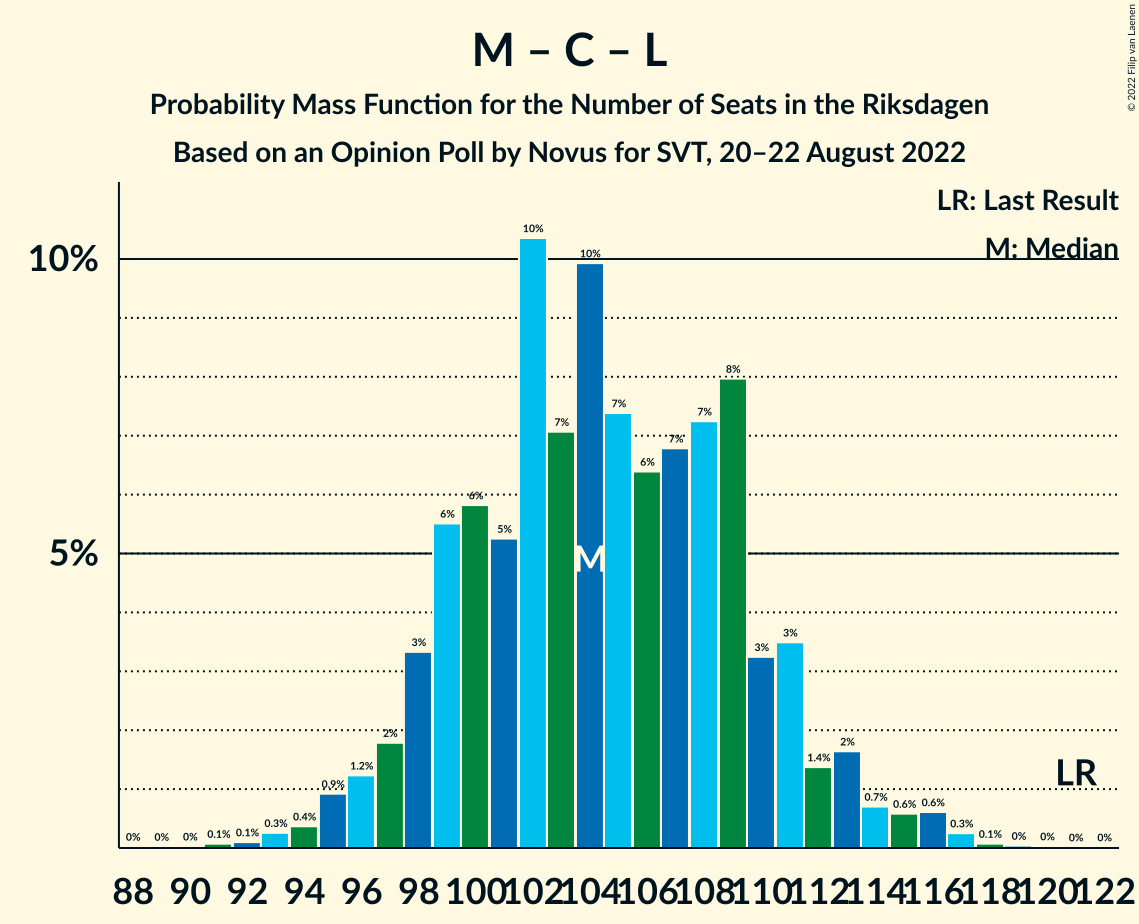 M – C – L
Probability Mass Function for the Number of Seats in the Riksdagen
Based on an Opinion Poll by Novus for SVT, 20–22 August 2022
© 2022 Filip van Laenen
LR: Last Result
M: Median
10%
5%
0% 0% 0% 0.1% 0.1% 0.3% 0.4% 0.9% 1.2% 2% 3% 6% 6% 5% 10% 7% 10% 7% 6% 7% 7% 8% 3% 3% 1.4% 2% 0.7% 0.6% 0.6% 0.3% 0.1% 0% 0% 0% 0%
M
LR
88 90 92 94 96 98 100 102 104 106 108 110 112 114 116 118 120 122